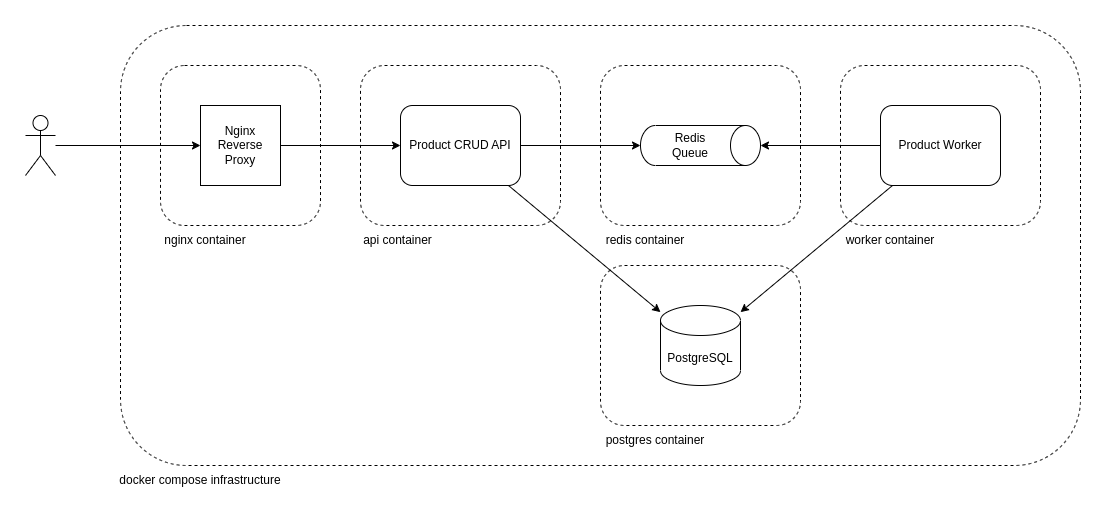 Nginx
Reverse
Proxy
Product CRUD API
Redis
Queue
Product Worker
nginx container
api container
redis container
worker container
PostgreSQL
postgres container
docker compose infrastructure